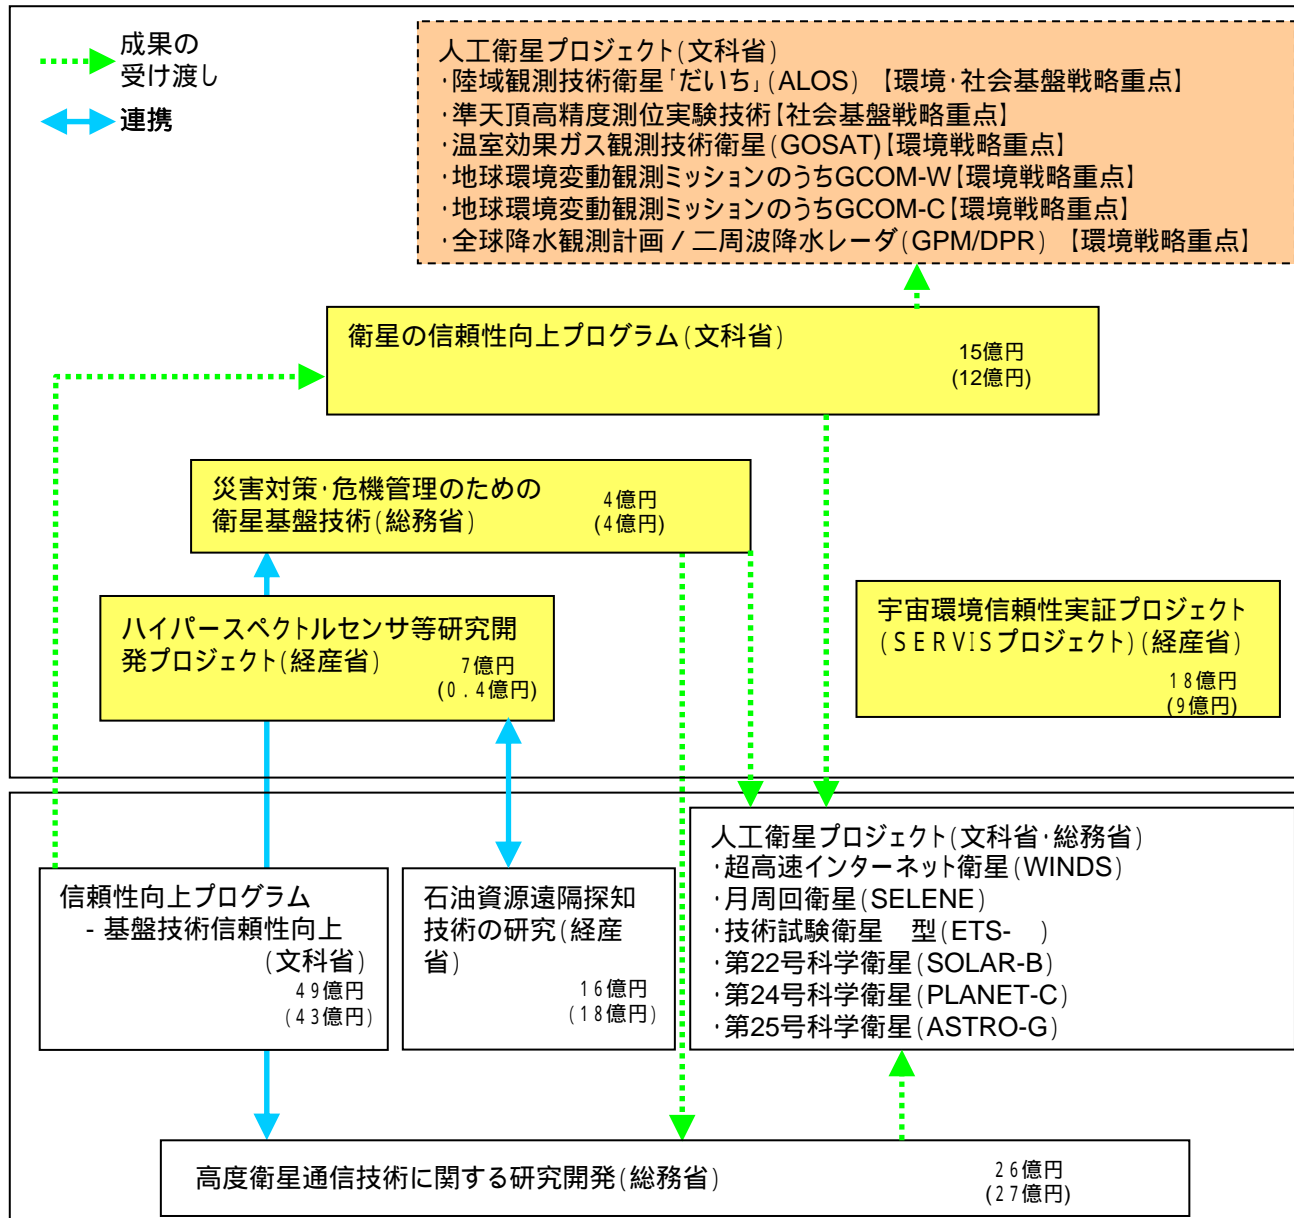 成果の
受け渡し
連携
人工衛星プロジェクト(文科省)
・陸域観測技術衛星「だいち」(ALOS) 【環境・社会基盤戦略重点】
・準天頂高精度測位実験技術【社会基盤戦略重点】
・温室効果ガス観測技術衛星(GOSAT)【環境戦略重点】
・地球環境変動観測ミッションのうちGCOM-W【環境戦略重点】
・地球環境変動観測ミッションのうちGCOM-C【環境戦略重点】
・全球降水観測計画/二周波降水レーダ(GPM/DPR) 【環境戦略重点】
衛星の信頼性向上プログラム(文科省)
15億円
(12億円)
災害対策・危機管理のための
衛星基盤技術(総務省)
4億円
(4億円)
ハイパースペクトルセンサ等研究開
発プロジェクト(経産省)
7億円
(0.4億円)
宇宙環境信頼性実証プロジェクト
(SERVISプロジェクト)(経産省)
18億円
(9億円)
信頼性向上プログラム
- 基盤技術信頼性向上
(文科省)
49億円
(43億円)
石油資源遠隔探知
技術の研究(経産
省)
16億円
(18億円)
人工衛星プロジェクト(文科省・総務省)
・超高速インターネット衛星(WINDS)
・月周回衛星(SELENE)
・技術試験衛星 型(ETS- )
・第22号科学衛星(SOLAR-B)
・第24号科学衛星(PLANET-C)
・第25号科学衛星(ASTRO-G)
高度衛星通信技術に関する研究開発(総務省)
26億円
(27億円)